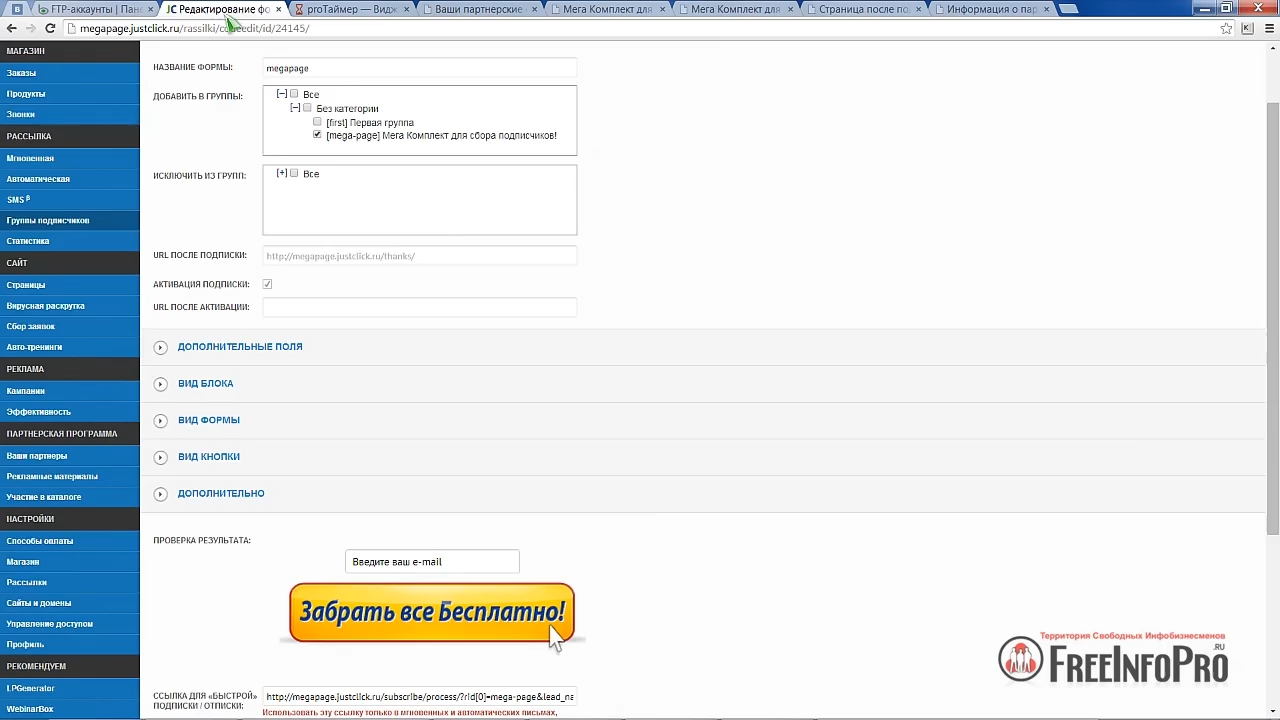 FTP-аккаунты | Пан
JC Редактирование фо
proТаймер — Видж
Ваши партнерские
Мега Комплект для
Мега Комплект для
Страница после по
Информация о пар
megapage.justclick.ru/rassilki/codeedit/id/24145/
МАГАЗИН
Заказы
Продукты
Звонки
РАССЫЛКА
Мгновенная
Автоматическая
SMS β
Группы подписчиков
Статистика
САЙТ
Страницы
Вирусная раскрутка
Сбор заявок
Авто-тренинги
РЕКЛАМА
Кампании
Эффективность
ПАРТНЕРСКАЯ ПРОГРАММА
Ваши партнеры
Рекламные материалы
Участие в каталоге
НАСТРОЙКИ
Способы оплаты
Магазин
Рассылки
Сайты и домены
Управление доступом
Профиль
РЕКОМЕНДУЕМ
LPGenerator
WebinarBox
НАЗВАНИЕ ФОРМЫ: megapage
ДОБАВИТЬ В ГРУППЫ:
Все
Без категории
[first] Первая группа
[mega-page] Мега Комплект для сбора подписчиков!
ИСКЛЮЧИТЬ ИЗ ГРУПП:
Все
URL ПОСЛЕ ПОДПИСКИ: http://megapage.justclick.ru/thanks/
АКТИВАЦИЯ ПОДПИСКИ:
URL ПОСЛЕ АКТИВАЦИИ:
ДОПОЛНИТЕЛЬНЫЕ ПОЛЯ
ВИД БЛОКА
ВИД ФОРМЫ
ВИД КНОПКИ
ДОПОЛНИТЕЛЬНО
ПРОВЕРКА РЕЗУЛЬТАТА:
Введите ваш e-mail
Забрать все Бесплатно!
ССЫЛКА ДЛЯ «БЫСТРОЙ» ПОДПИСКИ / ОТПИСКИ:
http://megapage.justclick.ru/subscribe/process/?rid[0]=mega-page&lead_na
Использовать эту ссылку только в мгновенных и автоматических письмах,
Территория Свободных Инфобизнесменов
FREEINFOPRO .RU